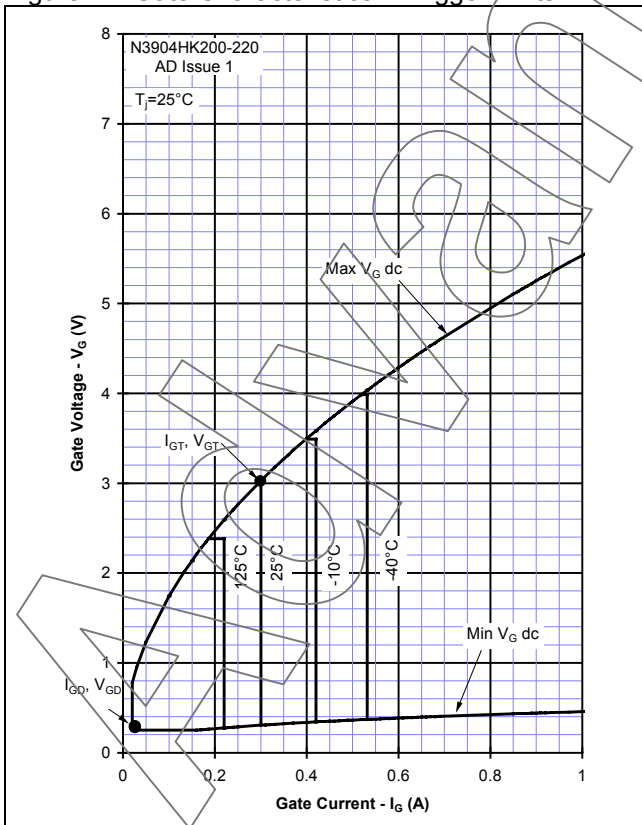 Figure Gate Characteristics Trigger Limits
N3904HK200-220
AD Issue 1
Tj=25°C
8
7
6
5
4
3
2
1
0
Gate Voltage - VG (V)
Max VG dc
IGT, VGT
125°C
25°C
-10°C
-40°C
Min VG dc
IGD, VGD
0
0.2
0.4
0.6
0.8
1
Gate Current - IG (A)